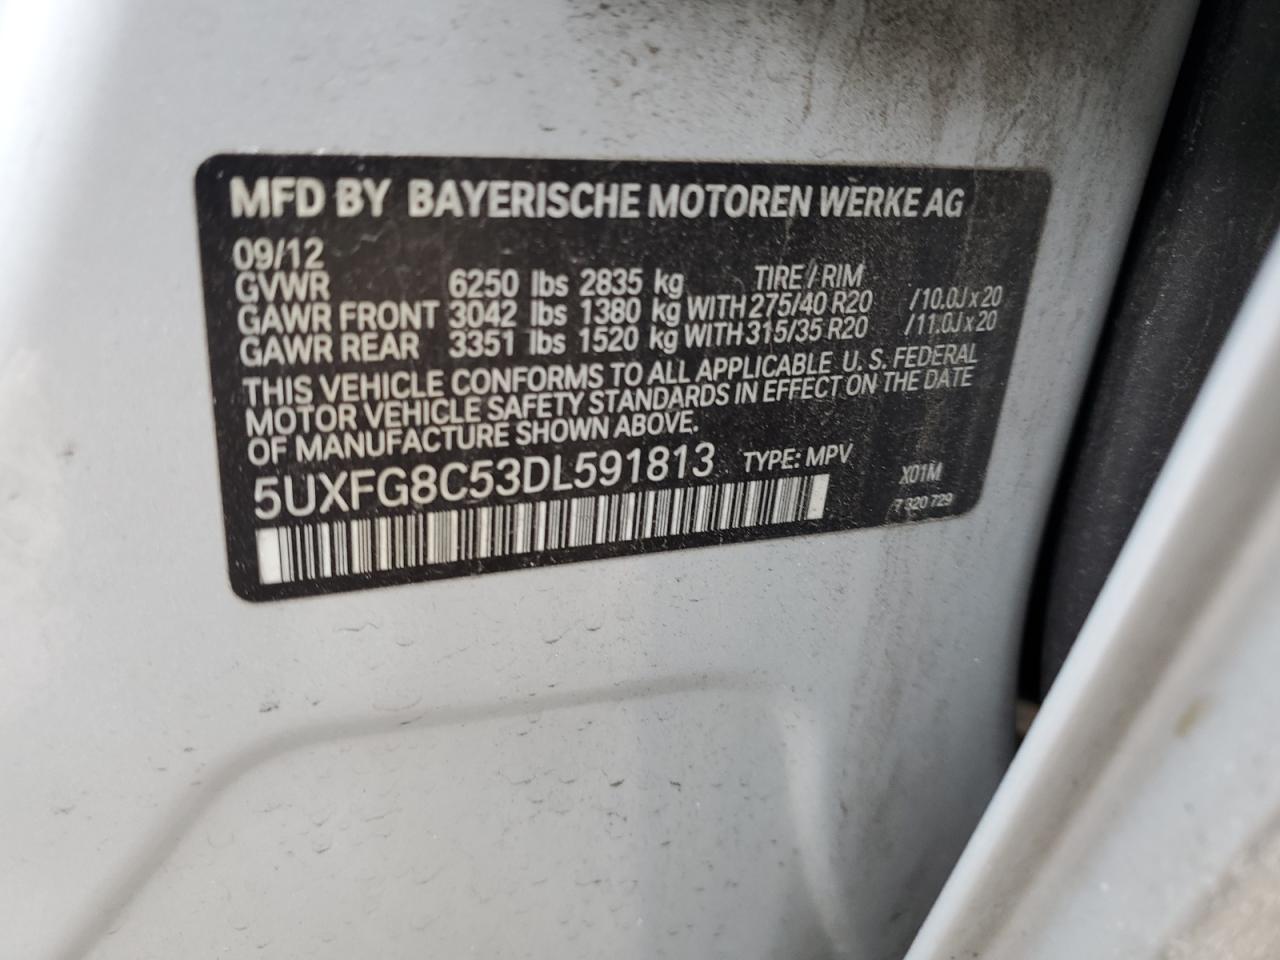 MFD BY BAYERISCHE MOTOREN WERKE AG
09/12
GVWR 6250 lbs 2835 kg TIRE / RIM
GAWR FRONT 3042 lbs 1380 kg WITH 275/40 R20 /10.0J x 20
GAWR REAR 3351 lbs 1520 kg WITH 315/35 R20 /11.0J x 20
THIS VEHICLE CONFORMS TO ALL APPLICABLE U. S. FEDERAL
MOTOR VEHICLE SAFETY STANDARDS IN EFFECT ON THE DATE
OF MANUFACTURE SHOWN ABOVE.
5UXFG8C53DL591813 TYPE: MPV X01M
7 320 729